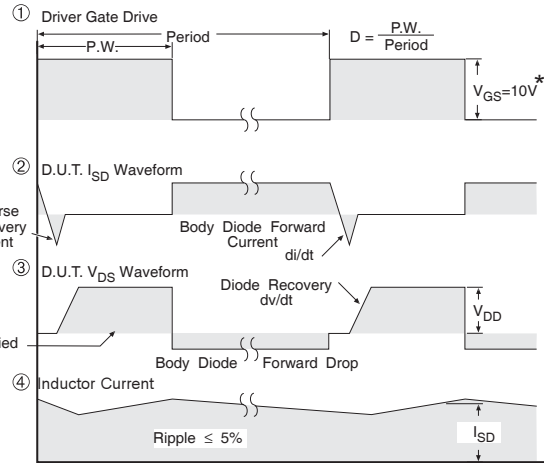 ① Driver Gate Drive
P.W.
Period
D = P.W.
Period
VGS=10V*
② D.U.T. ISD Waveform
Body Diode Forward
Current
di/dt
③ D.U.T. VDS Waveform
Diode Recovery
dv/dt
VDD
Body Diode Forward Drop
④ Inductor Current
Ripple ≤ 5%
ISD